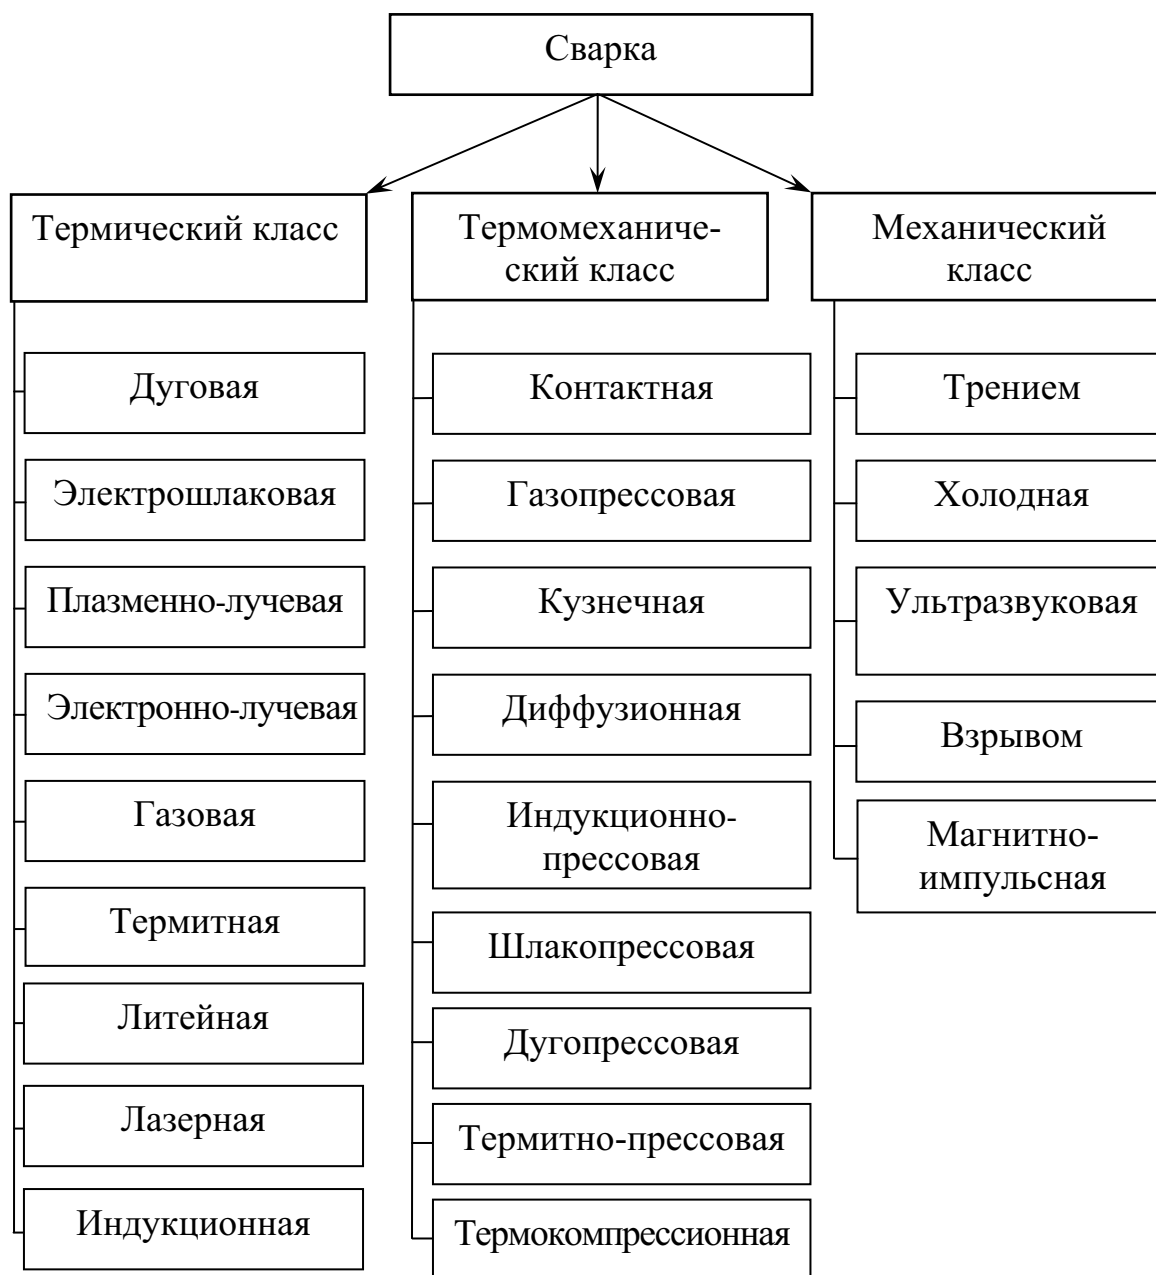 Сварка
Термический класс
Термомеханиче-
ский класс
Механический
класс
Дуговая
Электрошлаковая
Плазменно-лучевая
Электронно-лучевая
Газовая
Термитная
Литейная
Лазерная
Индукционная
Контактная
Газопрессовая
Кузнечная
Диффузионная
Индукционно-
прессовая
Шлакопрессовая
Дугопрессовая
Термитно-прессовая
Термокомпрессионная
Трением
Холодная
Ультразвуковая
Взрывом
Магнитно-
импульсная